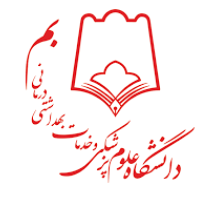 دانشگاه علوم پزشکی و خدمات
بهداشتی
درمانی
بم